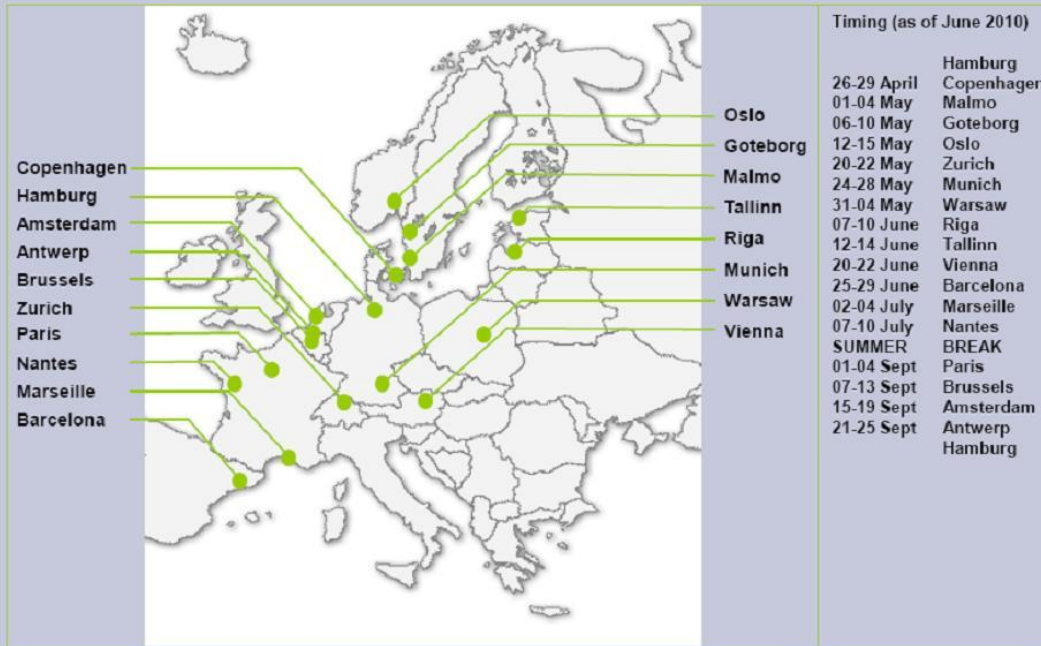 Copenhagen
Hamburg
Amsterdam
Antwerp
Brussels
Zurich
Paris
Nantes
Marseille
Barcelona
Oslo
Goteborg
Malmo
Tallinn
Riga
Munich
Warsaw
Vienna
Timing (as of June 2010)
Hamburg
26-29 April Copenhagen
01-04 May Malmo
06-10 May Goteborg
12-15 May Oslo
20-22 May Zurich
24-28 May Munich
31-04 May Warsaw
07-10 June Riga
12-14 June Tallinn
20-22 June Vienna
25-29 June Barcelona
02-04 July Marseille
07-10 July Nantes
SUMMER BREAK
01-04 Sept Paris
07-13 Sept Brussels
15-19 Sept Amsterdam
21-25 Sept Antwerp
Hamburg